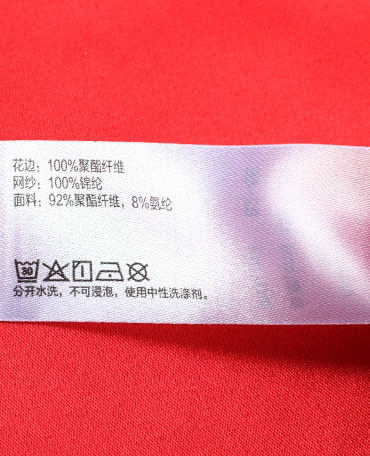 花边：100%聚酯纤维
网纱：100%锦纶
面料：92%聚酯纤维，8%氨纶
30
分开水洗，不可浸泡，使用中性洗涤剂。